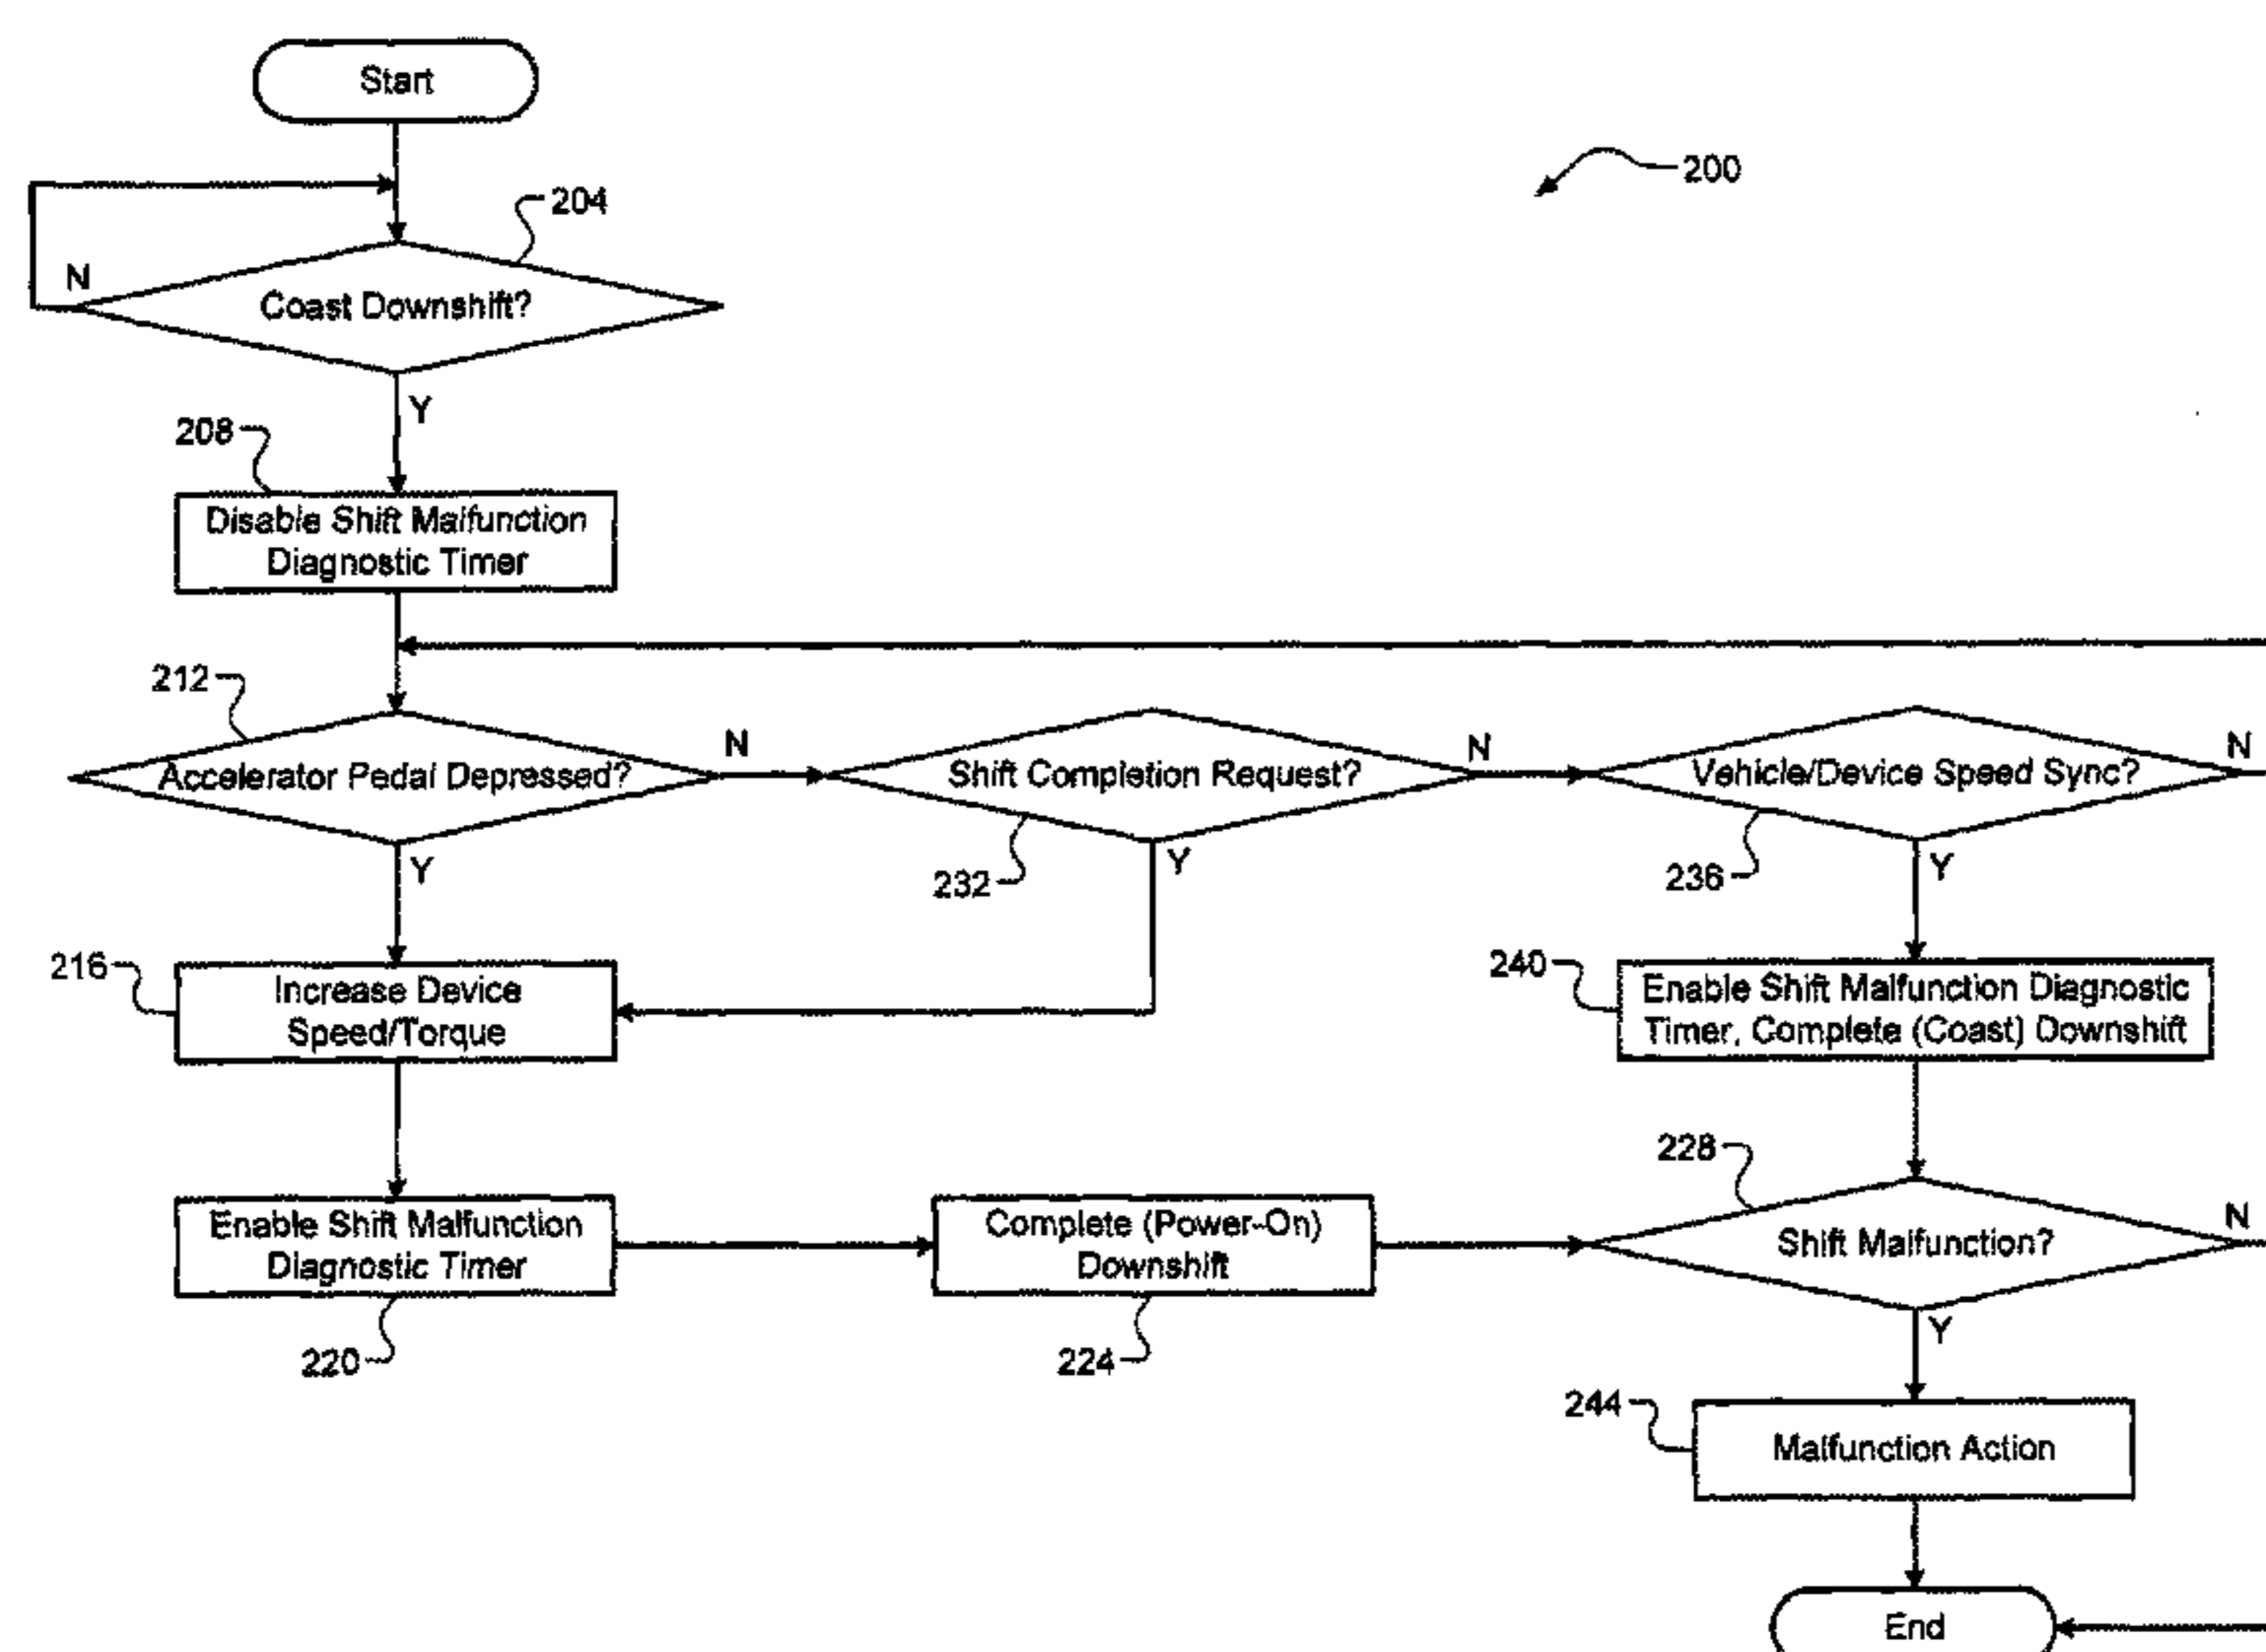 Start
200
204
N
Coast Downshift?
Y
208
Disable Shift Malfunction
Diagnostic Timer
212
Accelerator Pedal Depressed?
N
Shift Completion Request?
N
Vehicle/Device Speed Sync?
N
Y
232
Y
236
Y
216
Increase Device
Speed/Torque
240
Enable Shift Malfunction Diagnostic
Timer, Complete (Coast) Downshift
228
Enable Shift Malfunction
Diagnostic Timer
Complete (Power-On)
Downshift
Shift Malfunction?
N
220
224
Y
244
Malfunction Action
End